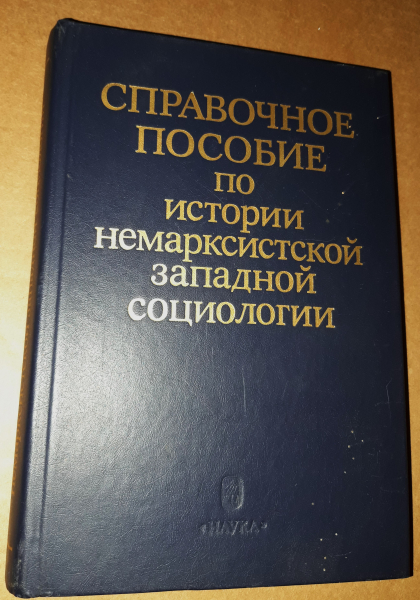 СПРАВОЧНОЕ
ПОСОБИЕ
по
истории
немарксистской
западной
социологии
«НАУКА»